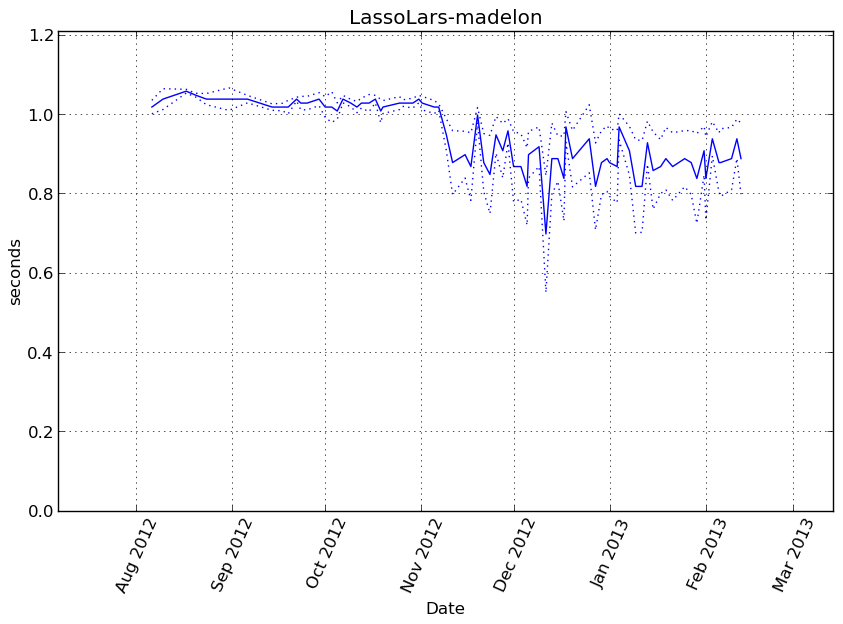 LassoLars-madelon
1.2
1.0
0.8
0.6
0.4
0.2
0.0
seconds
Aug 2012
Sep 2012
Oct 2012
Nov 2012
Dec 2012
Jan 2013
Feb 2013
Mar 2013
Date